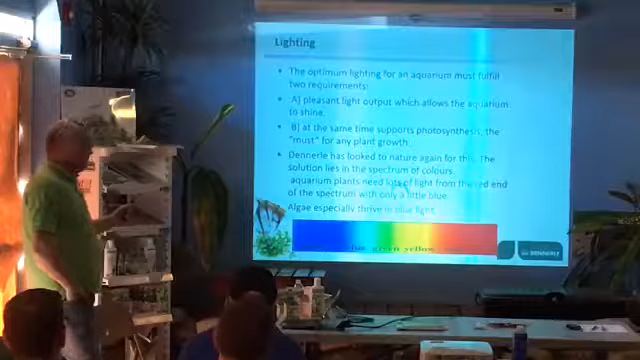 Lighting
The optimum lighting for an aquarium must fulfill
two requirements:
A) pleasant light output which allows the aquarium
to shine.
B) at the same time supports photosynthesis, the
"must" for any plant growth.
Dennerle has looked to nature again for this. The
solution lies in the spectrum of colours.
aquarium plants need lots of light from the red end
of the spectrum with only a little blue.
Algae especially thrive in blue light.
green yellow
DENNERLE